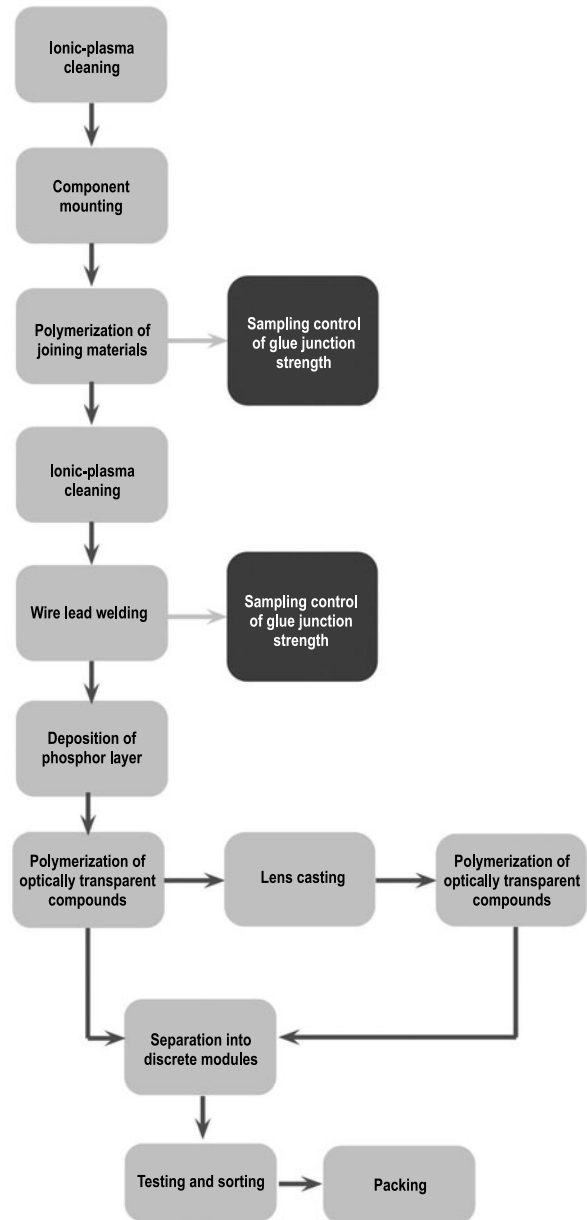 Ionic-plasma
cleaning
Component
mounting
Polymerization of
joining materials
Sampling control
of glue junction
strength
Ionic-plasma
cleaning
Wire lead welding
Sampling control
of glue junction
strength
Deposition of
phosphor layer
Polymerization of
optically transparent
compounds
Lens casting
Polymerization of
optically transparent
compounds
Separation into
discrete modules
Testing and sorting
Packing